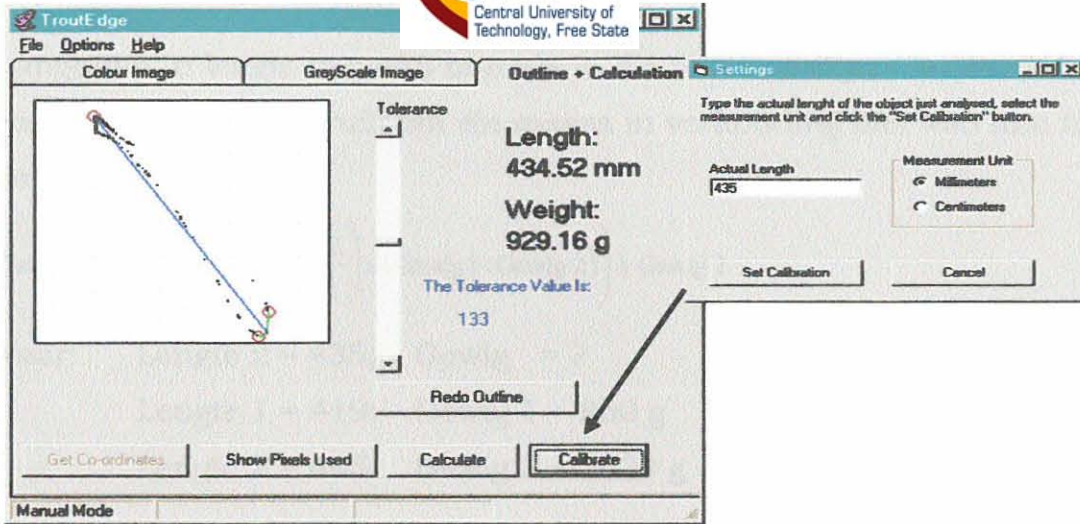 Central University of
Technology, Free State
TroutEdge
File Options Help
Colour Image
GreyScale Image
Outline + Calculation
Tolerance
Length:
434.52 mm
Weight:
929.16 g
The Tolerance Value Is:
133
Redo Outline
Get Co-ordinates
Show Pixels Used
Calculate
Calibrate
Manual Mode
Settings
Type the actual lenght of the object just analysed, select the
measurement unit and click the "Set Calibration" button.
Actual Length
435
Measurement Unit
Millimeters
Centimeters
Set Calibration
Cancel